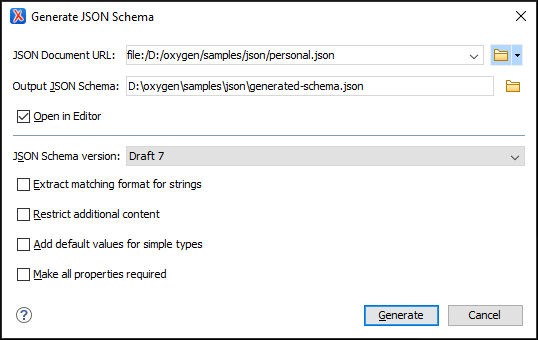 Generate JSON Schema
JSON Document URL: file:/D:/oxygen/samples/json/personal.json
Output JSON Schema: D:\oxygen\samples\json\generated-schema.json
Open in Editor
JSON Schema version: Draft 7
Extract matching format for strings
Restrict additional content
Add default values for simple types
Make all properties required
? Generate Cancel